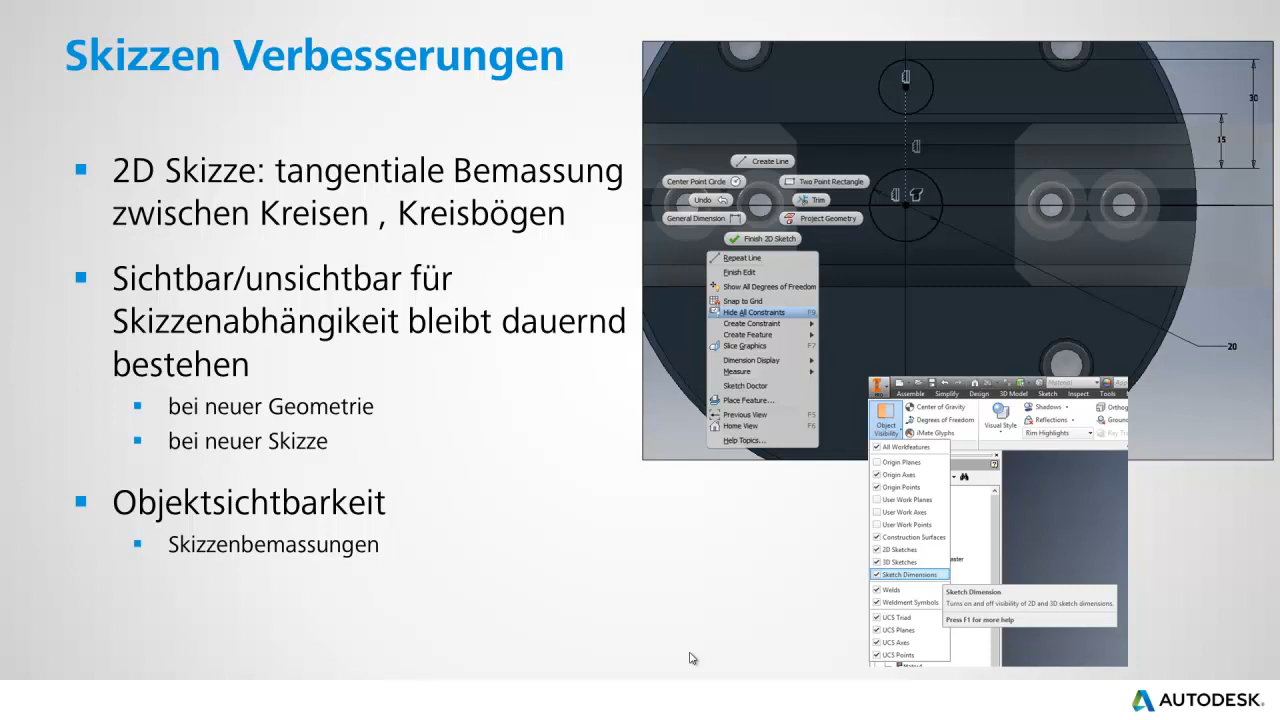 Skizzen Verbesserungen
2D Skizze: tangentiale Bemassung
zwischen Kreisen , Kreisbögen
Sichtbar/unsichtbar für
Skizzenabhängikeit bleibt dauernd
bestehen
bei neuer Geometrie
bei neuer Skizze
Objektsichtbarkeit
Skizzenbemassungen
30
15
20
Create Line
Center Point Circle
Two Point Rectangle
Undo
Trim
General Dimension
Project Geometry
Finish 2D Sketch
Repeat Line
Finish Edit
Show All Degrees of Freedom
Snap to Grid
Hide All Constraints F9
Create Constraint
Create Feature
Slice Graphics F7
Dimension Display
Measure
Sketch Doctor
Place Feature...
Previous View F5
Home View F6
Help Topics...
Material
Assemble Simplify Design 3D Model Sketch Inspect Tools
Object
Visibility
Center of Gravity
Degrees of Freedom
iMate Glyphs
Visual Style
Shadows
Reflections
Rim Highlights
Orthog
Ground
Ray Tr
All Workfeatures
Origin Planes
Origin Axes
Origin Points
User Work Planes
User Work Axes
User Work Points
Construction Surfaces
2D Sketches
3D Sketches
Sketch Dimensions
Welds
Weldment Symbols
UCS Triad
UCS Planes
UCS Axes
UCS Points
aster
Sketch Dimension
Turns on and off visibility of 2D and 3D sketch dimensions.
Press F1 for more help
AUTODESK.